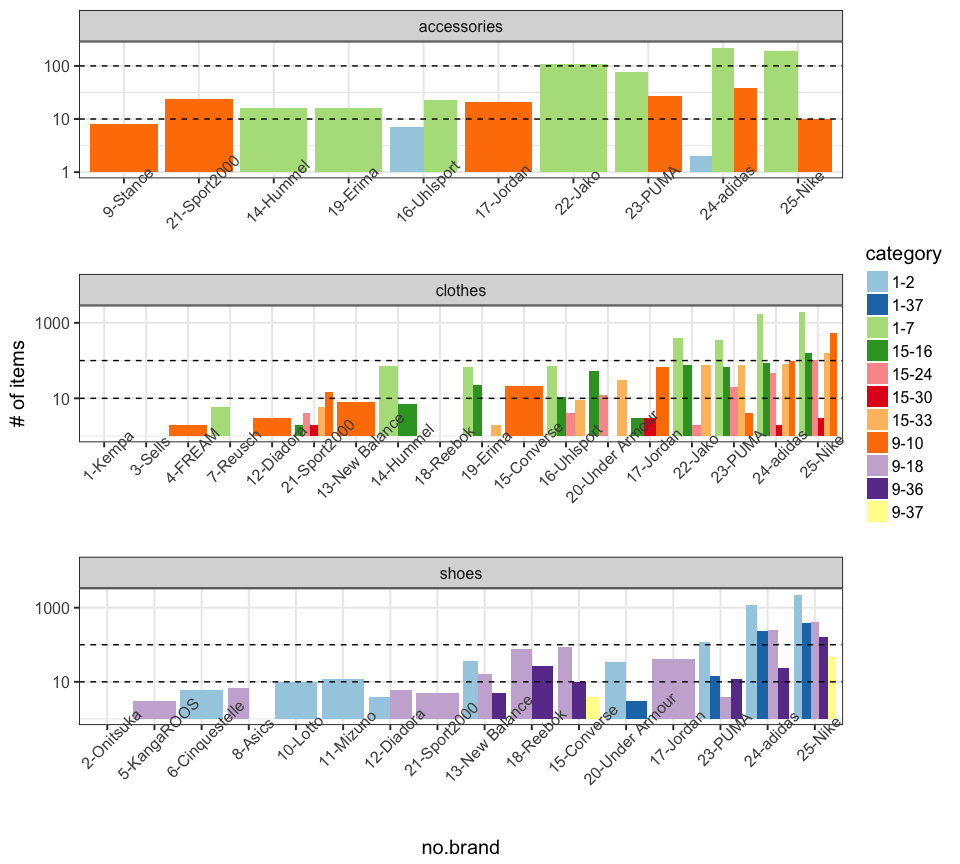 accessories
100
10
1
9-Stance
21-Sport2000
14-Hummel
19-Erima
16-Uhlsport
17-Jordan
22-Jako
23-PUMA
24-adidas
25-Nike
# of items
clothes
1000
10
1-Kempa
3-Sells
4-FREAM
7-Reusch
12-Diadora
21-Sport2000
13-New Balance
14-Hummel
18-Reebok
19-Erima
15-Converse
16-Uhlsport
20-Under Armour
17-Jordan
22-Jako
23-PUMA
24-adidas
25-Nike
shoes
1000
10
2-Onitsuka
5-KangaROOS
6-Cinquestelle
8-Asics
10-Lotto
11-Mizuno
12-Diadora
21-Sport2000
13-New Balance
18-Reebok
15-Converse
20-Under Armour
17-Jordan
23-PUMA
24-adidas
25-Nike
no.brand
category
1-2
1-37
1-7
15-16
15-24
15-30
15-33
9-10
9-18
9-36
9-37